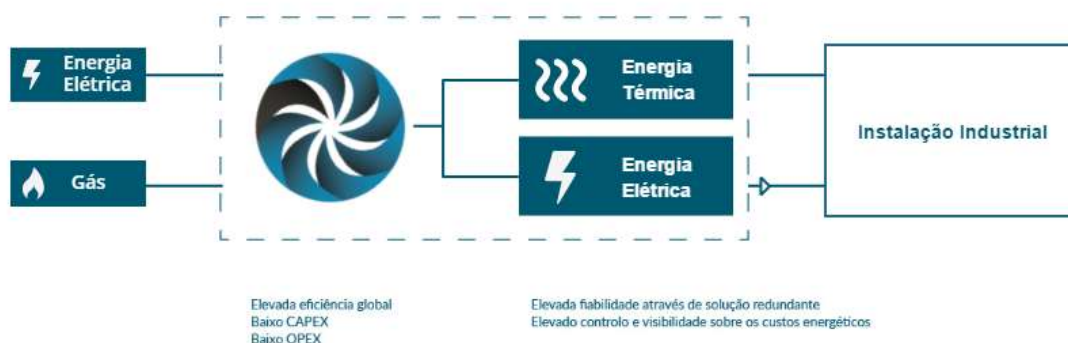 Energia
Elétrica
Gás
Energia
Térmica
Energia
Elétrica
Instalação Industrial
Elevada eficiência global
Baixo CAPEX
Baixo OPEX
Elevada fiabilidade através de solução redundante
Elevado controlo e visibilidade sobre os custos energéticos